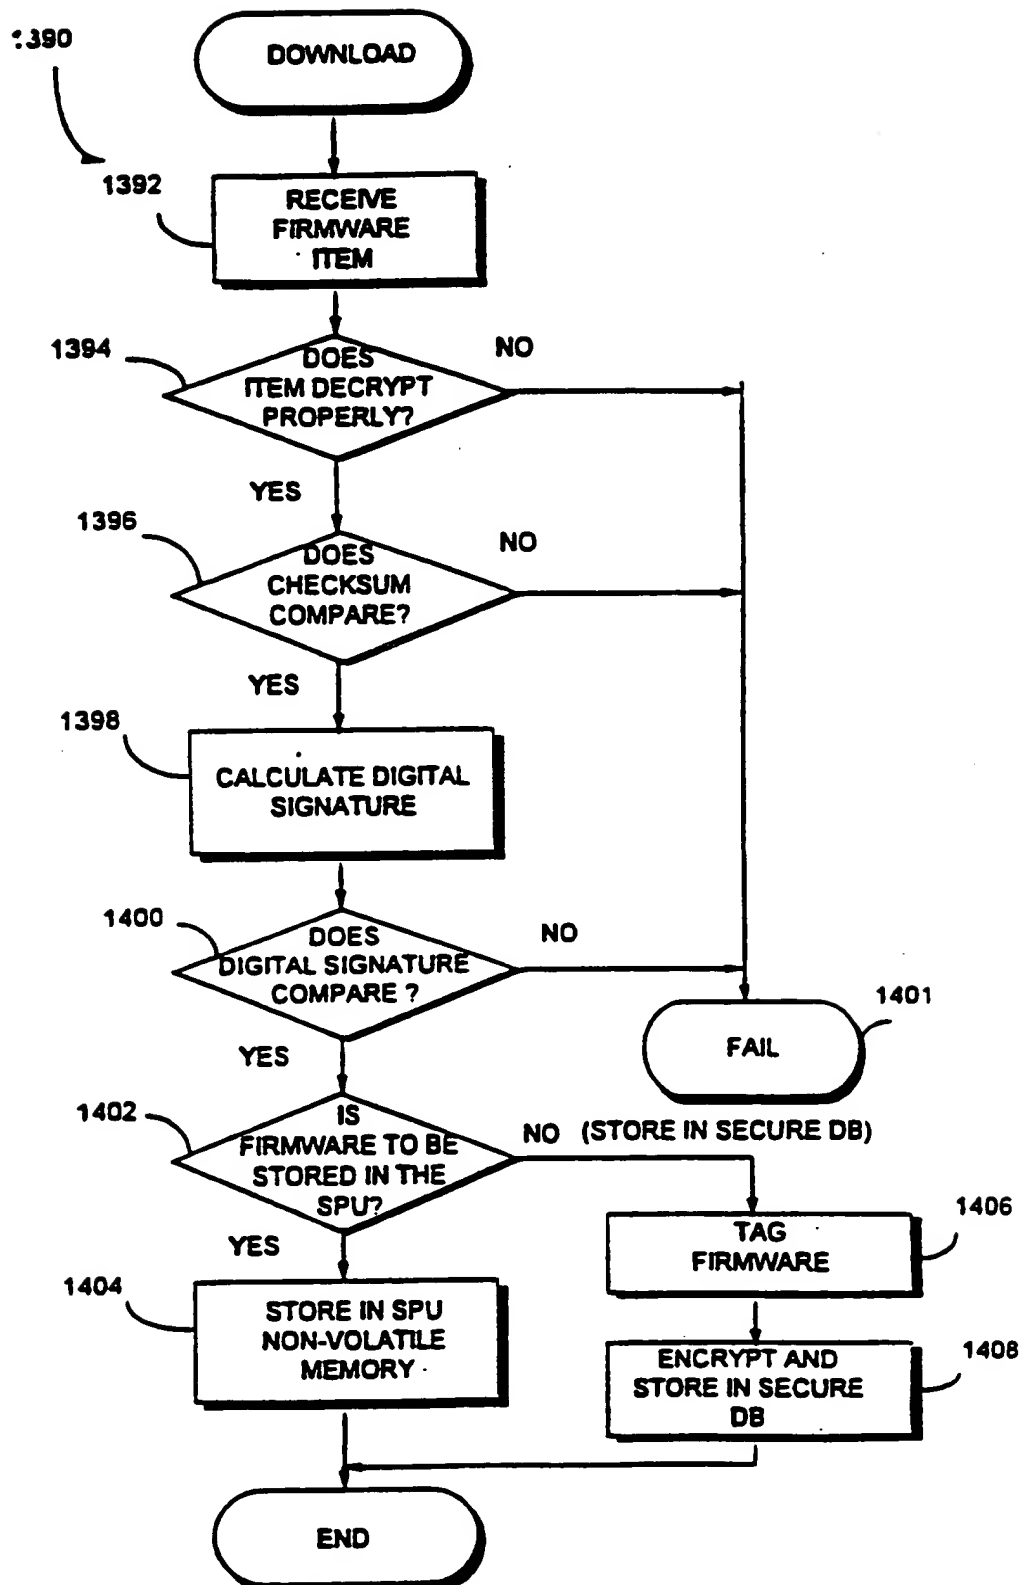 1390
DOWNLOAD
1392
RECEIVE
FIRMWARE
ITEM
1394
DOES
ITEM DECRYPT
PROPERLY?
NO
YES
1396
DOES
CHECKSUM
COMPARE?
NO
YES
1398
CALCULATE DIGITAL
SIGNATURE
1400
DOES
DIGITAL SIGNATURE
COMPARE ?
NO
1401
FAIL
YES
1402
IS
FIRMWARE TO BE
STORED IN THE
SPU?
NO (STORE IN SECURE DB)
YES
1406
TAG
FIRMWARE
1404
STORE IN SPU
NON-VOLATILE
MEMORY
1408
ENCRYPT AND
STORE IN SECURE
DB
END